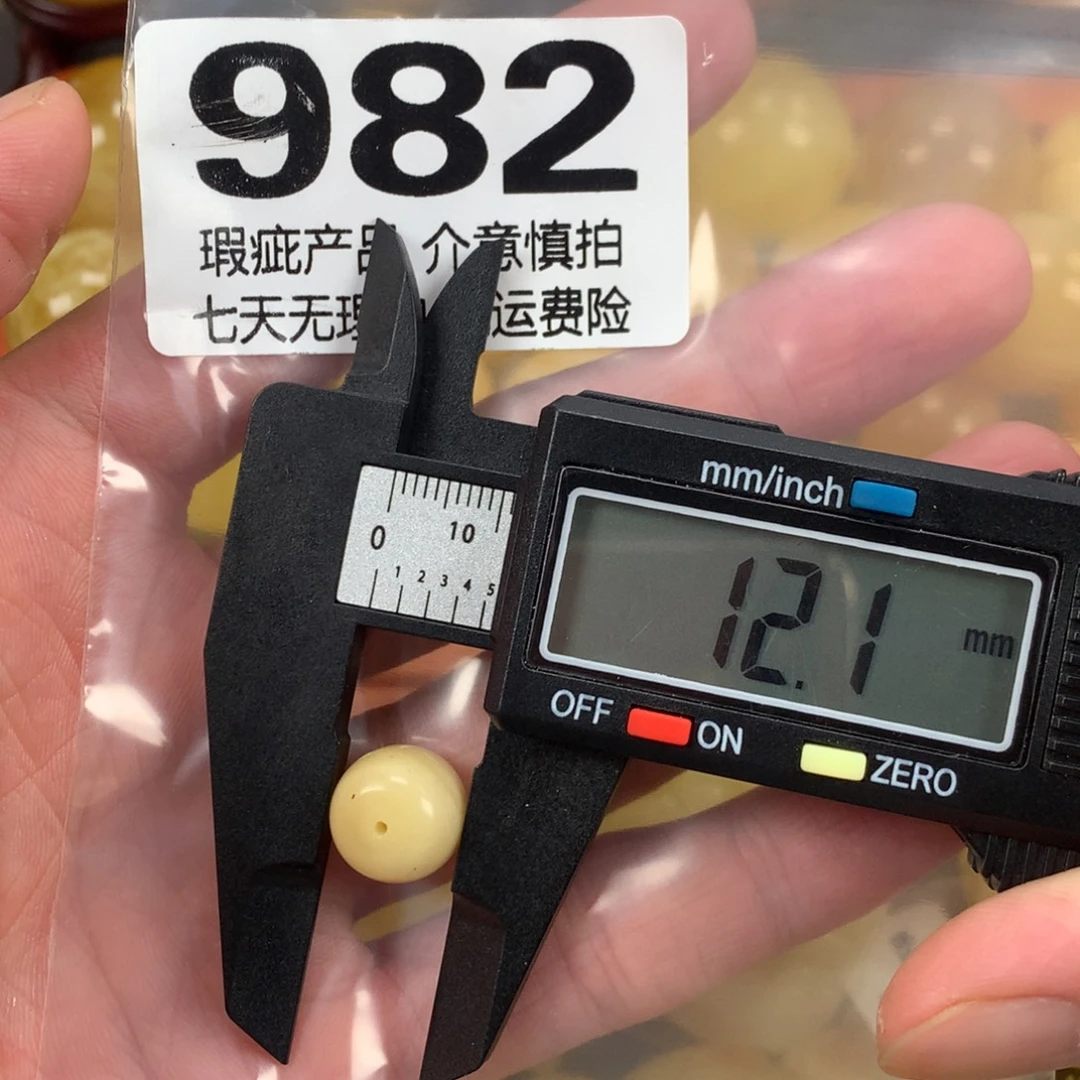 982
瑕疵产品 介意慎拍
七天无理 运费险
mm/inch
0 10
1 2 3 4 5
12.1 mm
OFF ON ZERO